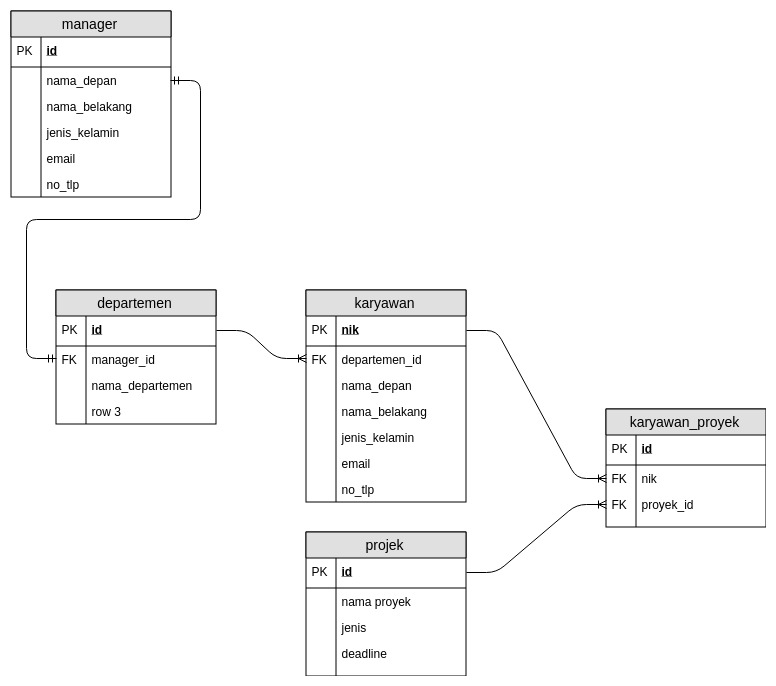 manager
PK id
nama_depan
nama_belakang
jenis_kelamin
email
no_tlp
departemen
PK id
FK manager_id
nama_departemen
row 3
karyawan
PK nik
FK departemen_id
nama_depan
nama_belakang
jenis_kelamin
email
no_tlp
karyawan_proyek
PK id
FK nik
FK proyek_id
projek
PK id
nama proyek
jenis
deadline